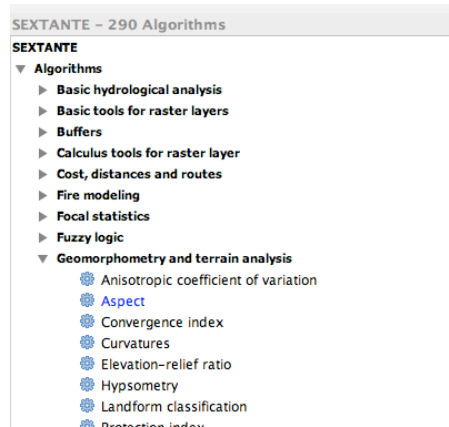 SEXTANTE - 290 Algorithms
SEXTANTE
Algorithms
Basic hydrological analysis
Basic tools for raster layers
Buffers
Calculus tools for raster layer
Cost, distances and routes
Fire modeling
Focal statistics
Fuzzy logic
Geomorphometry and terrain analysis
Anisotropic coefficient of variation
Aspect
Convergence index
Curvatures
Elevation-relief ratio
Hypsometry
Landform classification
Protection index